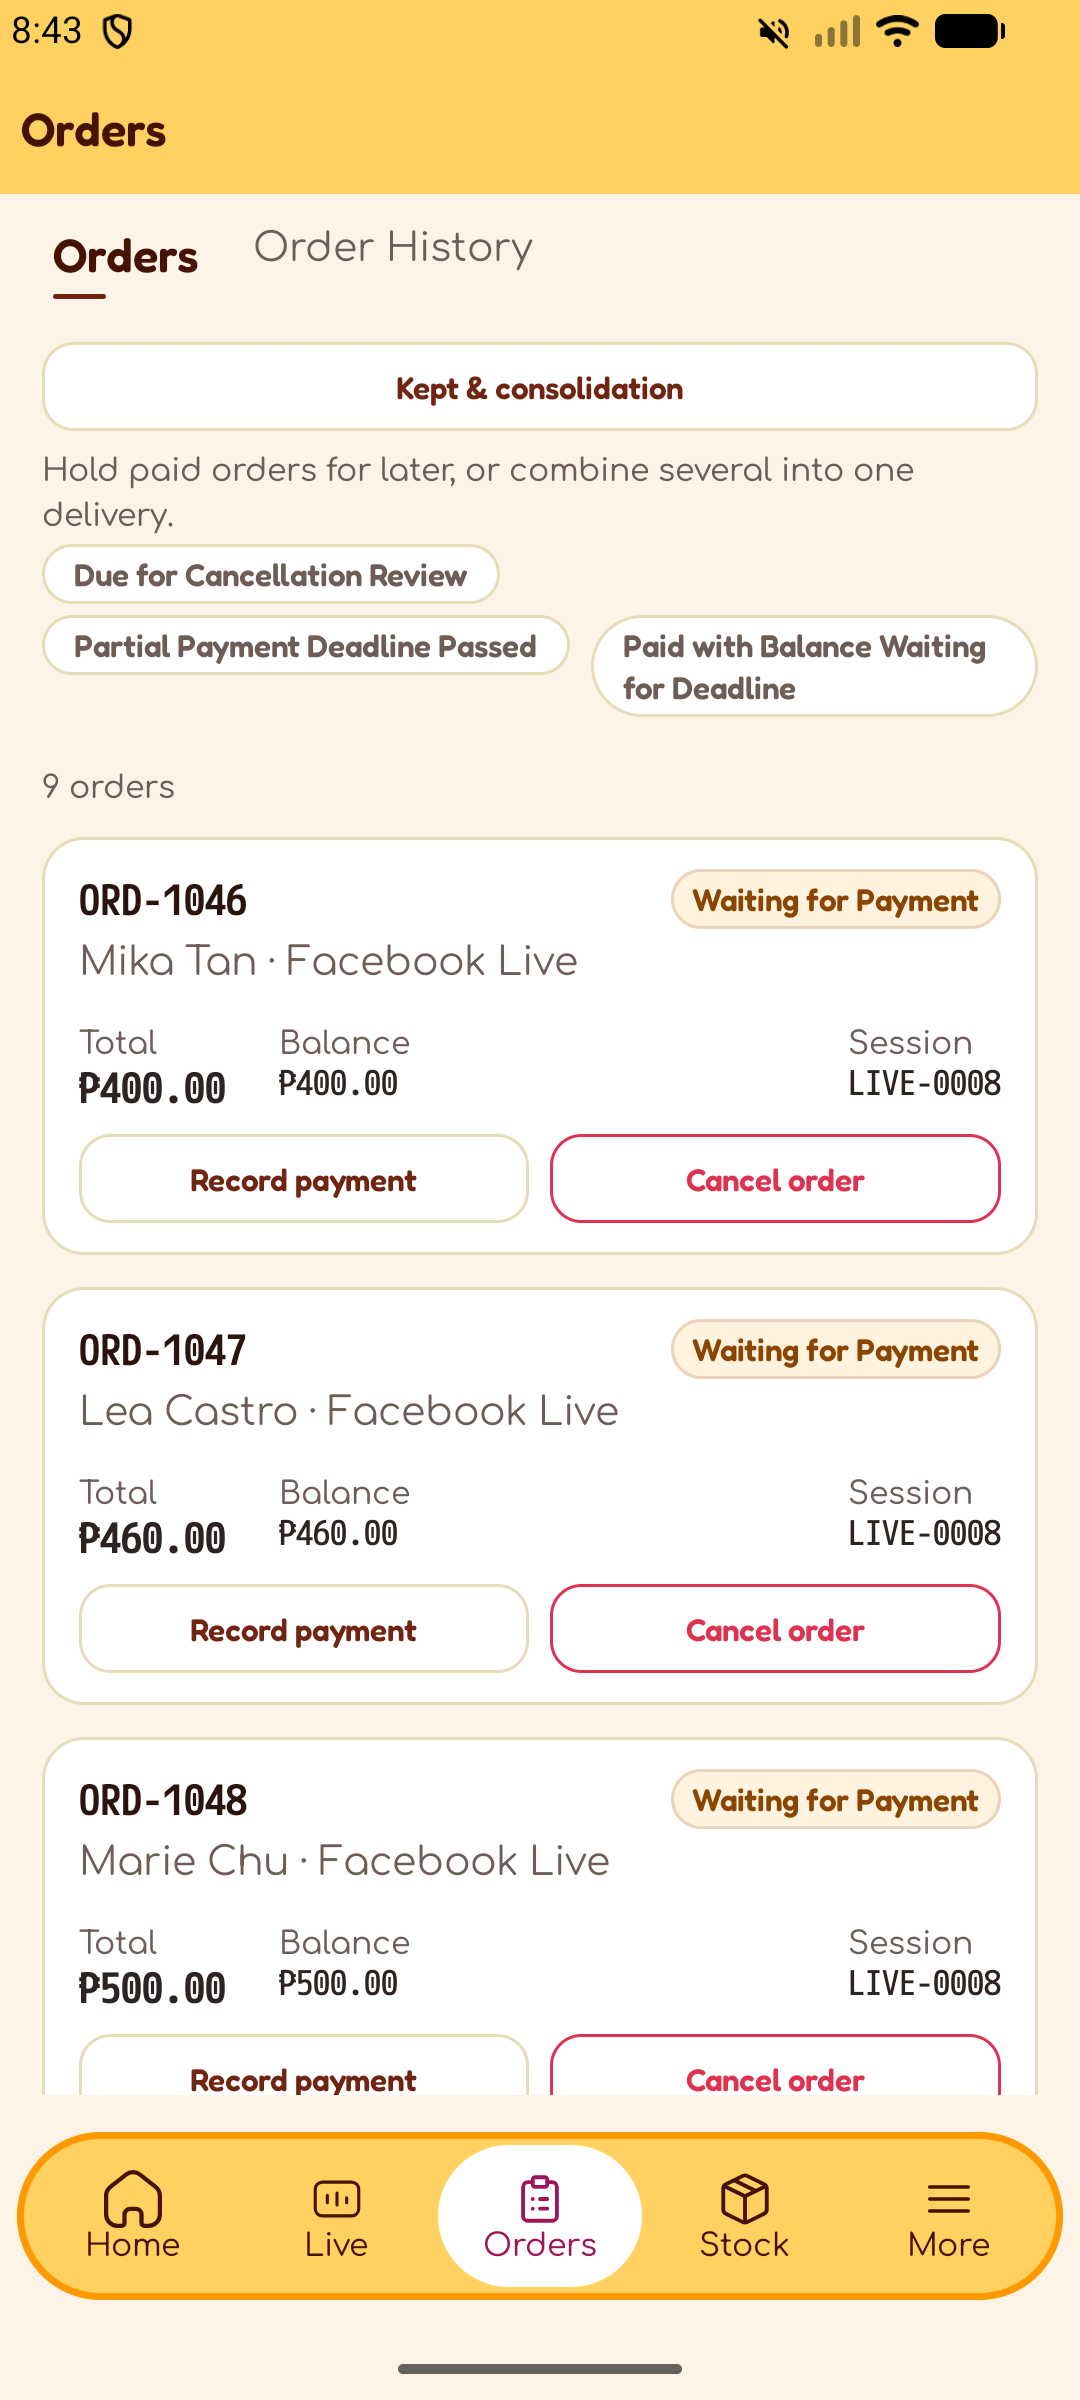 8:43
Orders
Orders
Order History
Kept & consolidation
Hold paid orders for later, or combine several into one
delivery.
Due for Cancellation Review
Partial Payment Deadline Passed
Paid with Balance Waiting
for Deadline
9 orders
ORD-1046
Waiting for Payment
Mika Tan · Facebook Live
Total
Balance
Session
₱400.00
₱400.00
LIVE-0008
Record payment
Cancel order
ORD-1047
Waiting for Payment
Lea Castro · Facebook Live
Total
Balance
Session
₱460.00
₱460.00
LIVE-0008
Record payment
Cancel order
ORD-1048
Waiting for Payment
Marie Chu · Facebook Live
Total
Balance
Session
₱500.00
₱500.00
LIVE-0008
Record payment
Cancel order
Home
Live
Orders
Stock
More